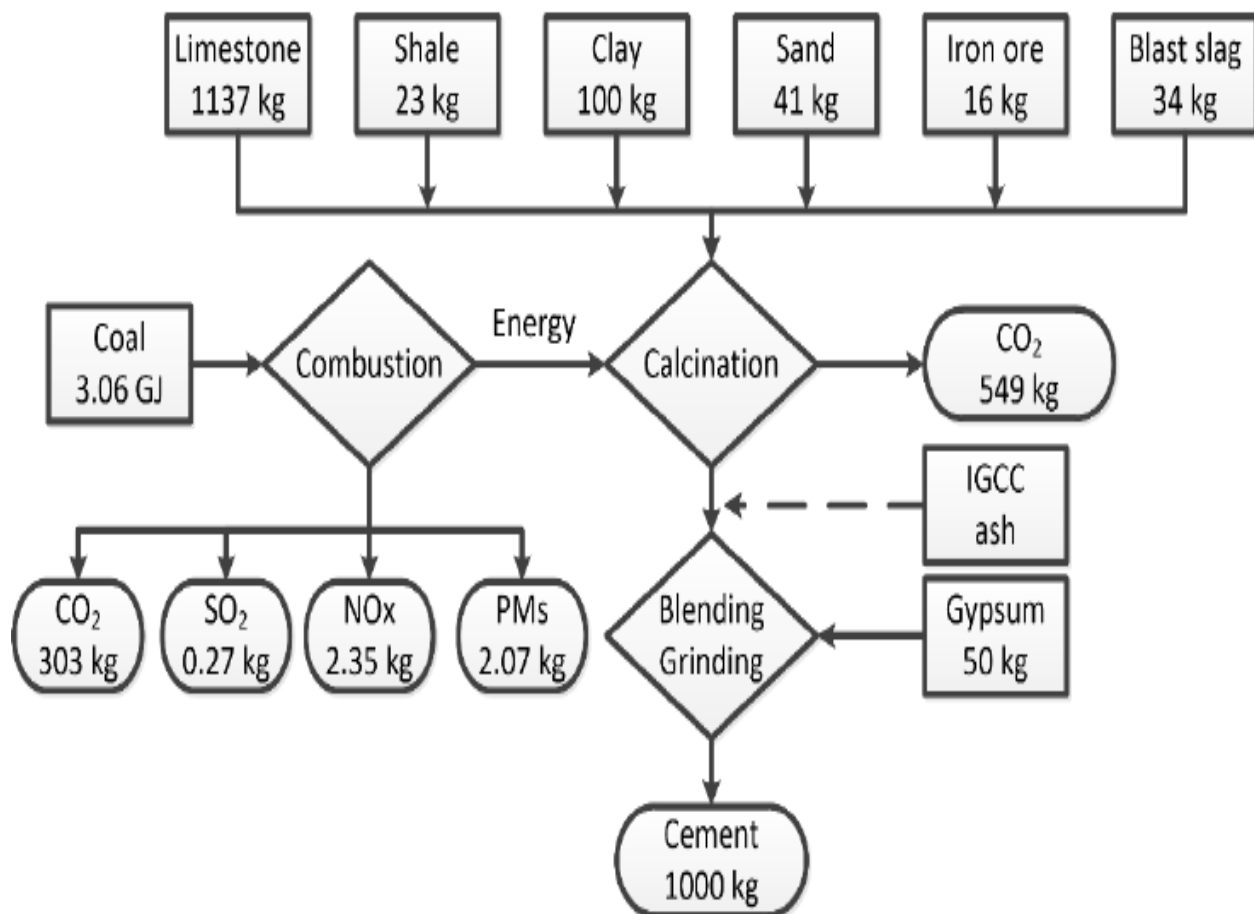 Limestone
1137 kg
Shale
23 kg
Clay
100 kg
Sand
41 kg
Iron ore
16 kg
Blast slag
34 kg
Coal
3.06 GJ
Combustion
Energy
Calcination
CO₂
549 kg
IGCC
ash
CO₂
303 kg
SO₂
0.27 kg
NOx
2.35 kg
PMs
2.07 kg
Blending
Grinding
Gypsum
50 kg
Cement
1000 kg